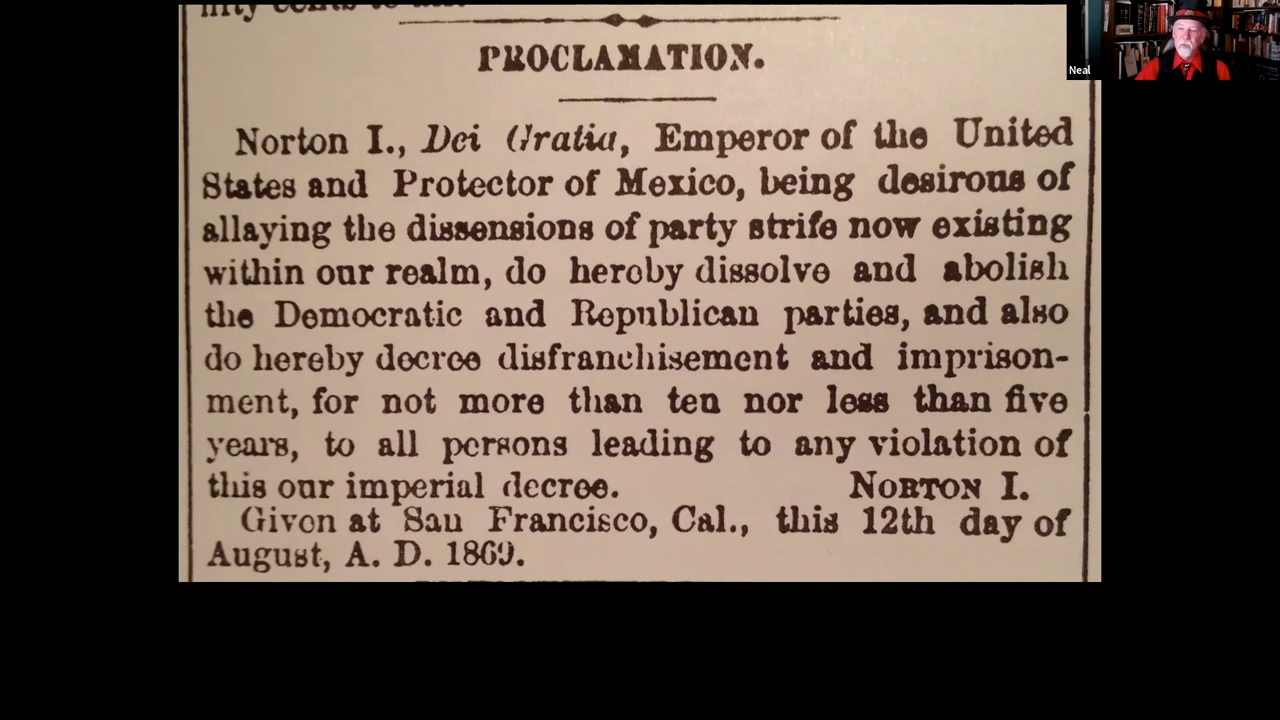 PROCLAMATION.
Norton I., Dei Gratia, Emperor of the United
States and Protector of Mexico, being desirous of
allaying the dissensions of party strife now existing
within our realm, do hereby dissolve and abolish
the Democratic and Republican parties, and also
do hereby decree disfranchisement and imprison-
ment, for not more than ten nor less than five
years, to all persons leading to any violation of
this our imperial decree. NORTON I.
Given at San Francisco, Cal., this 12th day of
August, A. D. 1869.
Neal